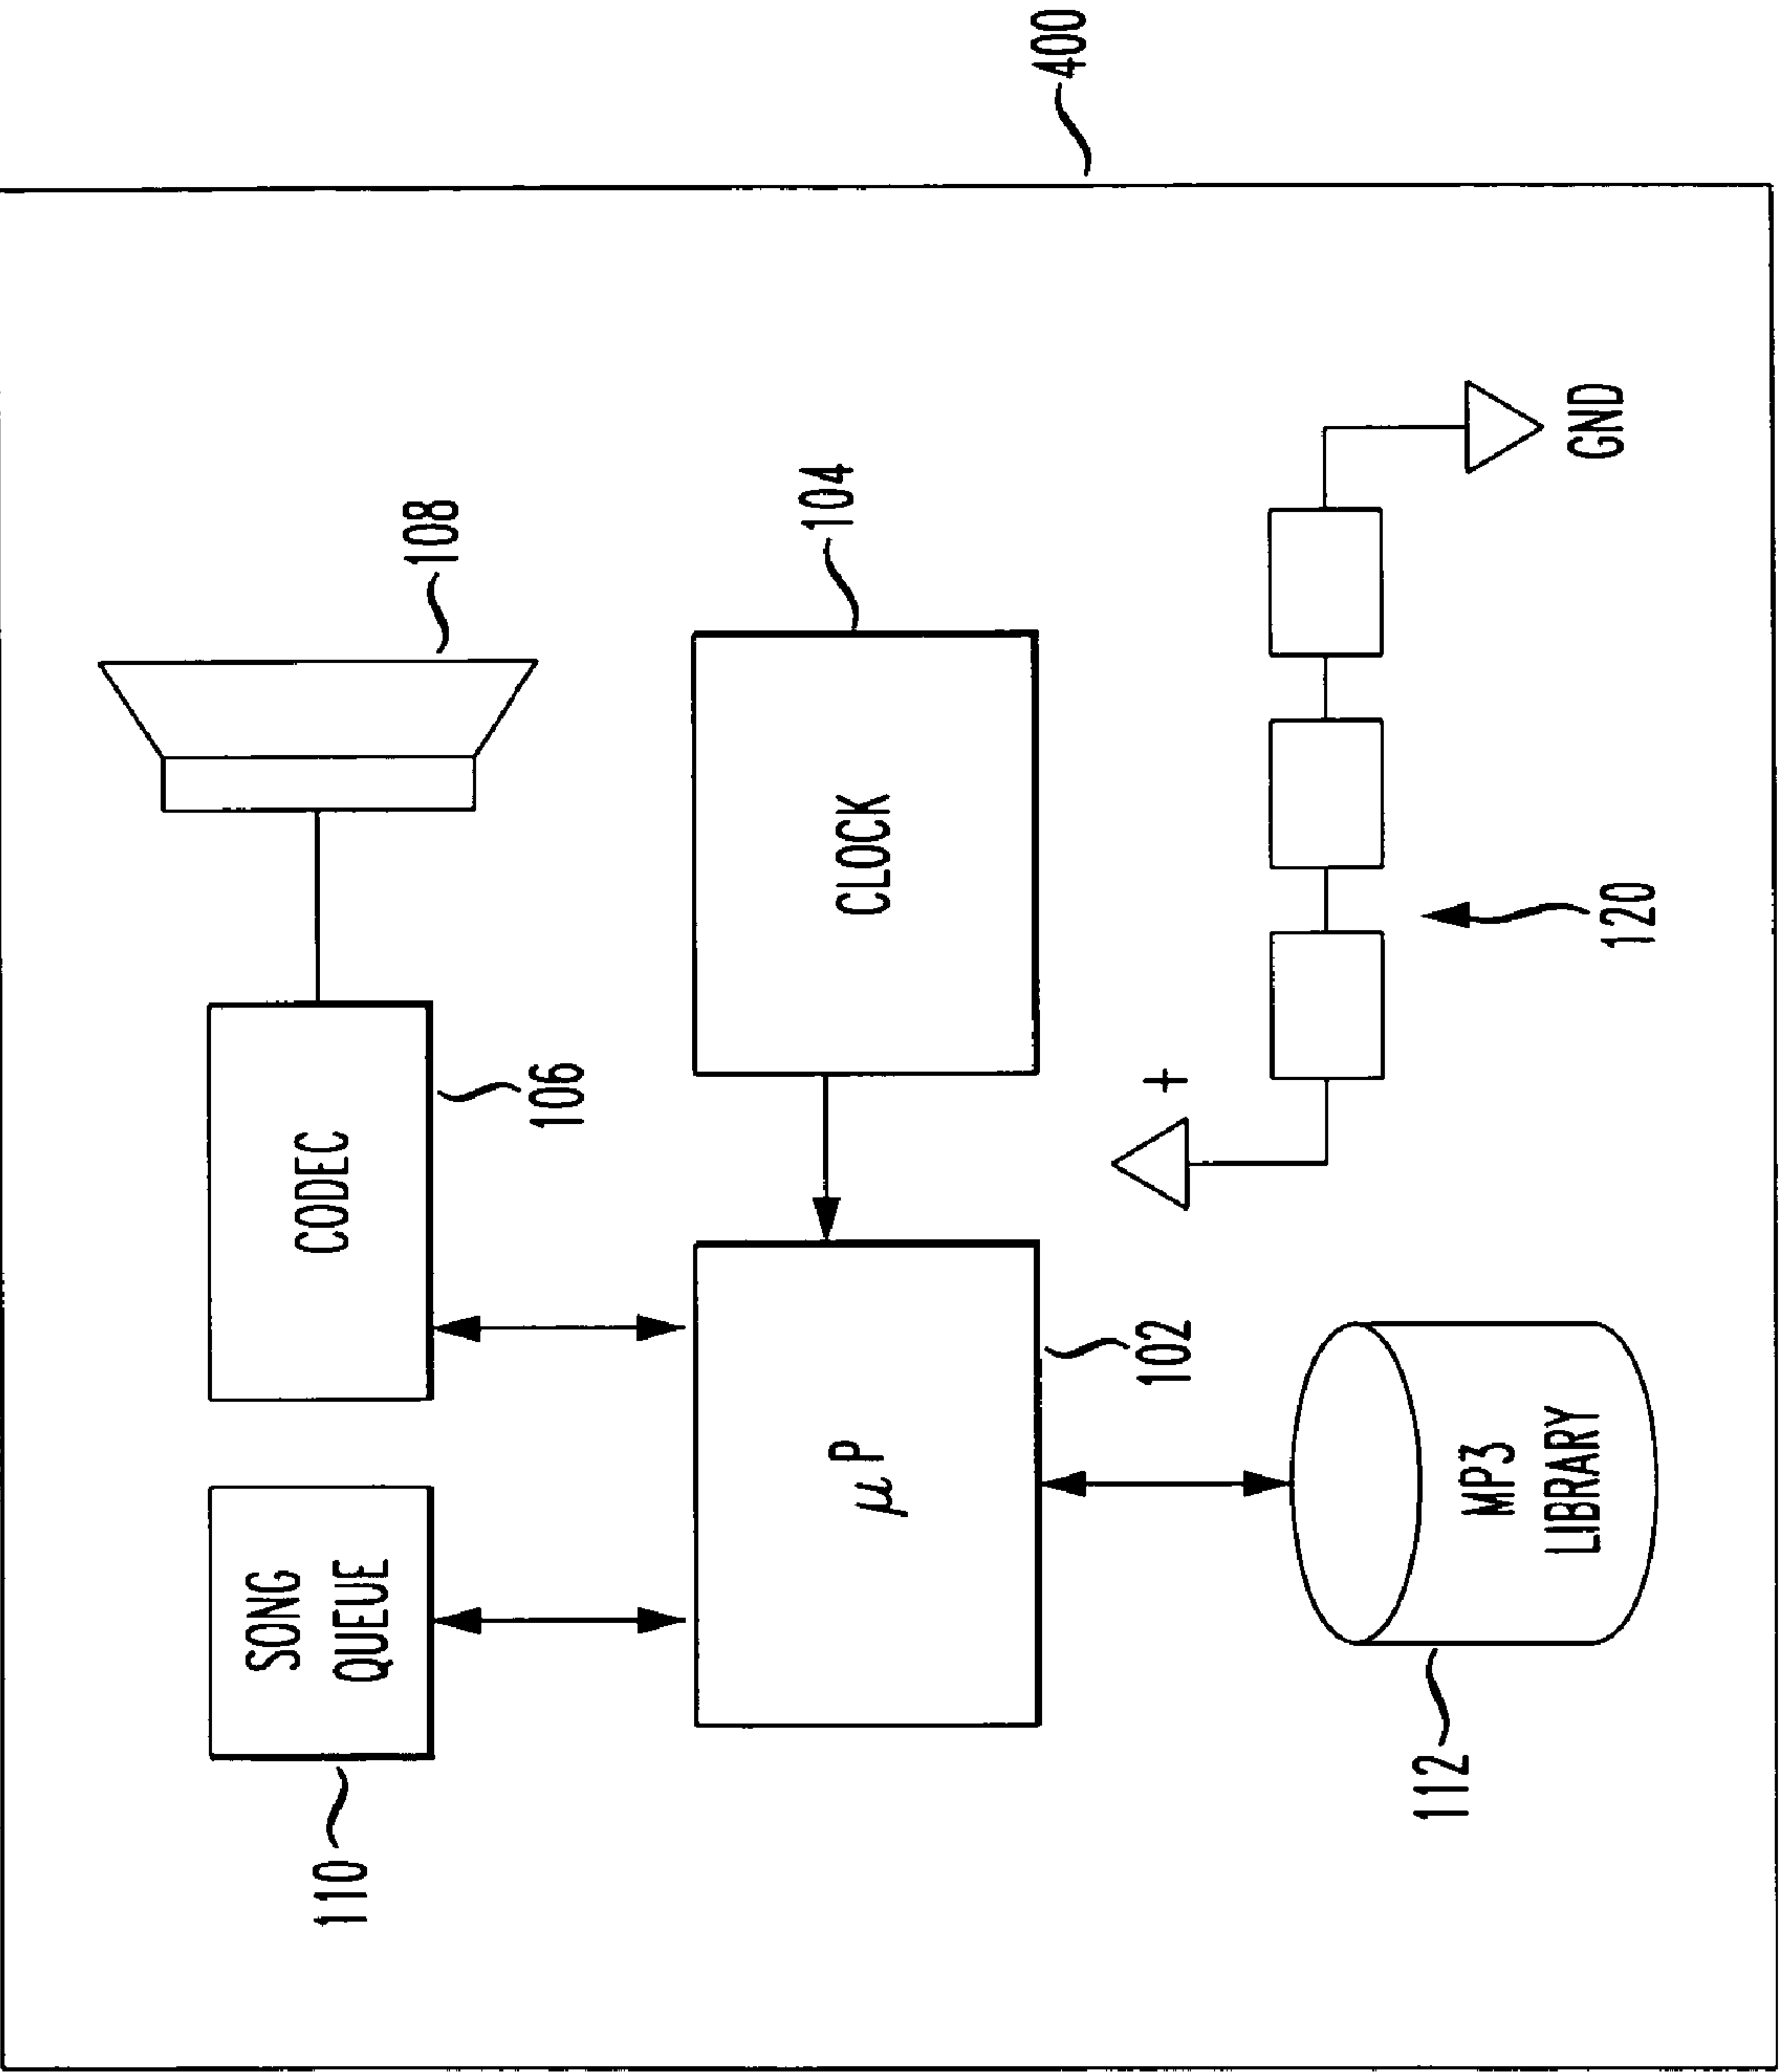 400
108
CODEC
106
SONG
QUEUE
110
CLOCK
104
μP
102
+
GND
120
MP3
LIBRARY
112